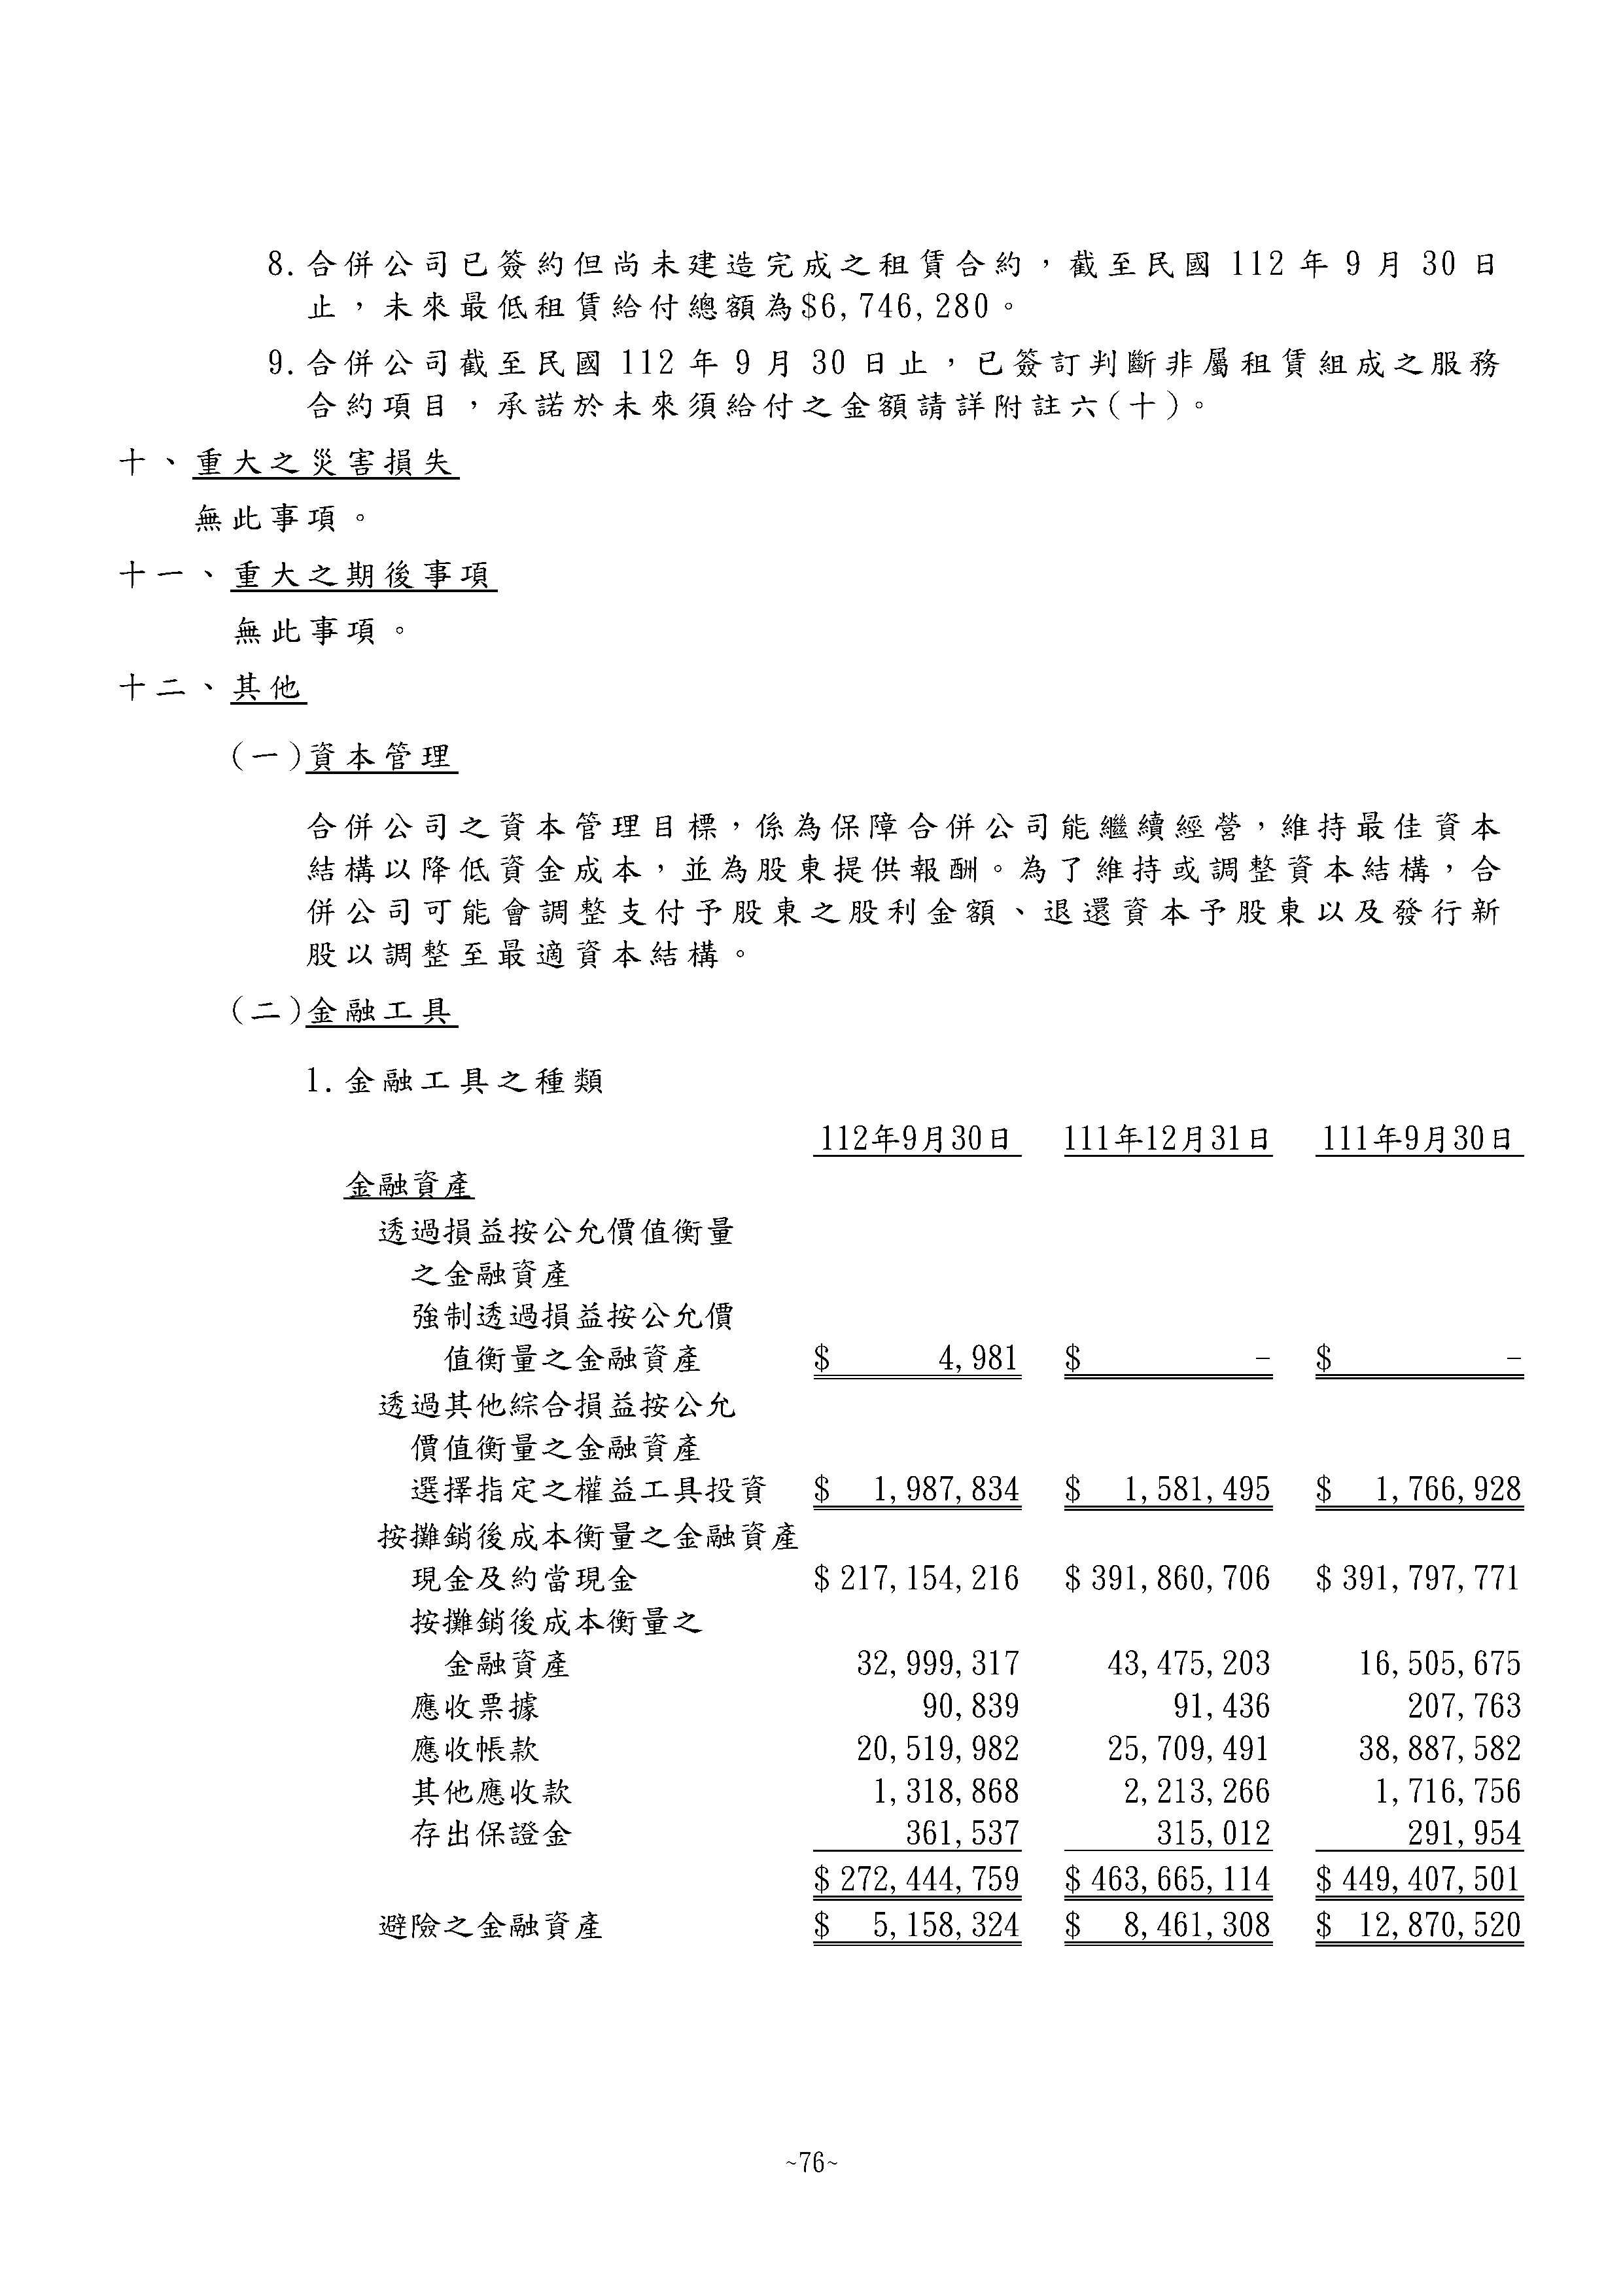 8.合併公司已簽約但尚未建造完成之租賃合約，截至民國 112 年 9 月 30 日
止，未來最低租賃給付總額為$6,746,280。
9.合併公司截至民國 112 年 9 月 30 日止，已簽訂判斷非屬租賃組成之服務
合約項目，承諾於未來須給付之金額請詳附註六(十)。
十、重大之災害損失
無此事項。
十一、重大之期後事項
無此事項。
十二、其他
(一)資本管理
合併公司之資本管理目標，係為保障合併公司能繼續經營，維持最佳資本
結構以降低資金成本，並為股東提供報酬。為了維持或調整資本結構，合
併公司可能會調整支付予股東之股利金額、退還資本予股東以及發行新
股以調整至最適資本結構。
(二)金融工具
1.金融工具之種類
112年9月30日 111年12月31日 111年9月30日
金融資產
透過損益按公允價值衡量
之金融資產
強制透過損益按公允價
值衡量之金融資產 $ 4,981 $ - $ -
透過其他綜合損益按公允
價值衡量之金融資產
選擇指定之權益工具投資 $ 1,987,834 $ 1,581,495 $ 1,766,928
按攤銷後成本衡量之金融資產
現金及約當現金 $ 217,154,216 $ 391,860,706 $ 391,797,771
按攤銷後成本衡量之
金融資產 32,999,317 43,475,203 16,505,675
應收票據 90,839 91,436 207,763
應收帳款 20,519,982 25,709,491 38,887,582
其他應收款 1,318,868 2,213,266 1,716,756
存出保證金 361,537 315,012 291,954
$ 272,444,759 $ 463,665,114 $ 449,407,501
避險之金融資產 $ 5,158,324 $ 8,461,308 $ 12,870,520
~76~